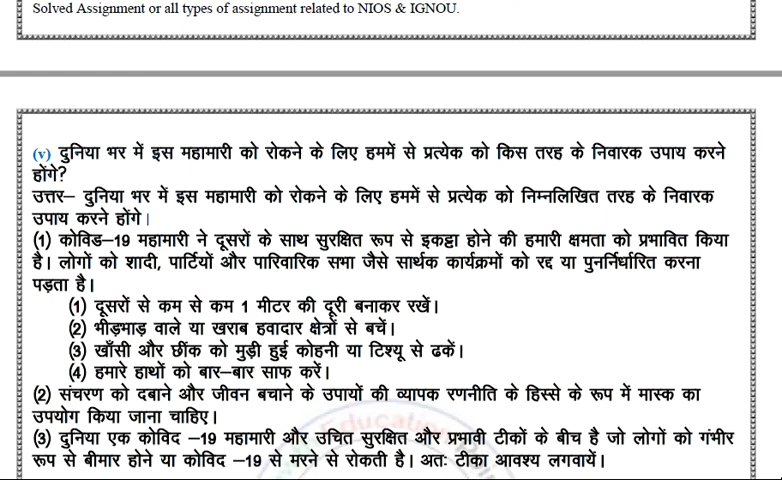 Solved Assignment or all types of assignment related to NIOS & IGNOU.
(v) दुनिया भर में इस महामारी को रोकने के लिए हममें से प्रत्येक को किस तरह के निवारक उपाय करने
होंगे?
उत्तर– दुनिया भर में इस महामारी को रोकने के लिए हममें से प्रत्येक को निम्नलिखित तरह के निवारक
उपाय करने होंगे।
(1) कोविड–19 महामारी ने दूसरों के साथ सुरक्षित रूप से इकट्ठा होने की हमारी क्षमता को प्रभावित किया
है। लोगों को शादी, पार्टियों और पारिवारिक सभा जैसे सार्थक कार्यक्रमों को रद्द या पुनर्निर्धारित करना
पड़ता है।
(1) दूसरों से कम से कम 1 मीटर की दूरी बनाकर रखें।
(2) भीड़भाड़ वाले या खराब हवादार क्षेत्रों से बचें।
(3) खाँसी और छींक को मुड़ी हुई कोहनी या टिश्यू से ढकें।
(4) हमारे हाथों को बार–बार साफ करें।
(2) संचरण को दबाने और जीवन बचाने के उपायों की व्यापक रणनीति के हिस्से के रूप में मास्क का
उपयोग किया जाना चाहिए।
(3) दुनिया एक कोविद –19 महामारी और उचित सुरक्षित और प्रभावी टीकों के बीच है जो लोगों को गंभीर
रूप से बीमार होने या कोविद –19 से मरने से रोकती है। अतः टीका आवश्य लगवायें।